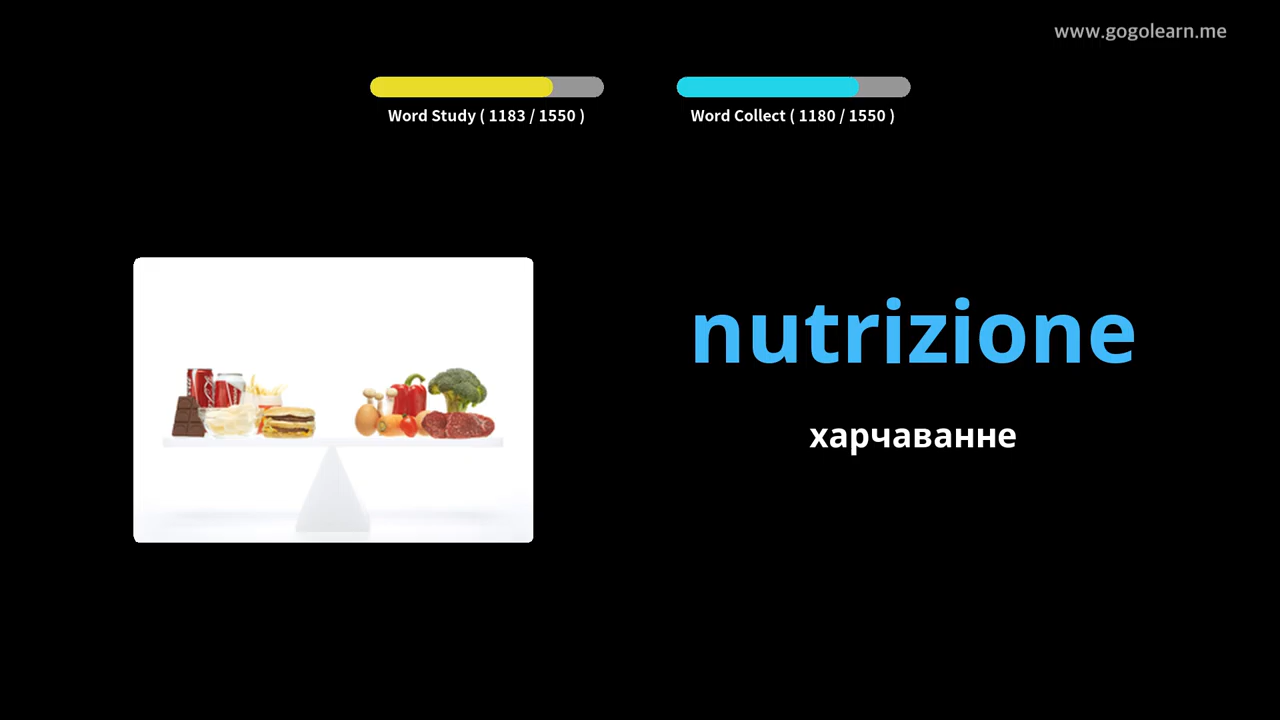 www.gogolearn.me
Word Study ( 1183 / 1550 )
Word Collect ( 1180 / 1550 )
nutrizione
харчаванне